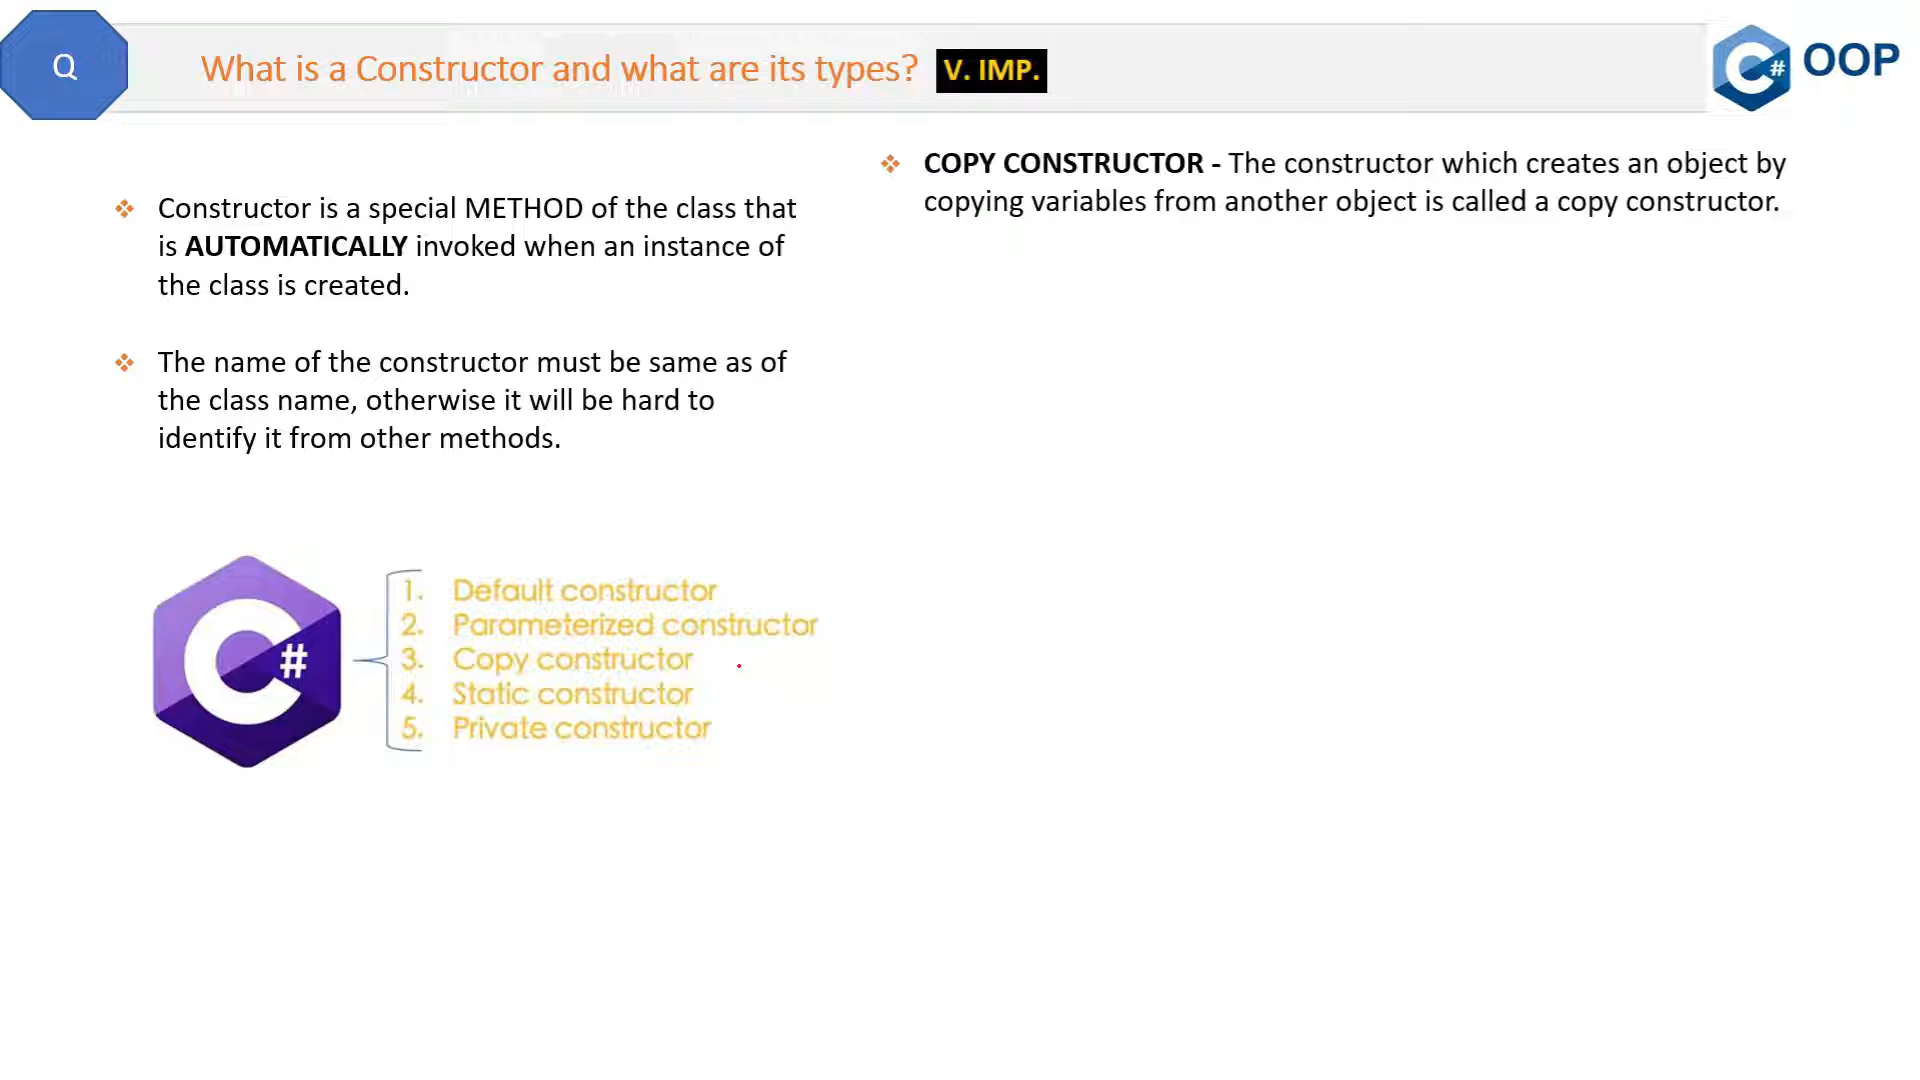 Q
What is a Constructor and what are its types? V. IMP.
C# OOP
Constructor is a special METHOD of the class that
is AUTOMATICALLY invoked when an instance of
the class is created.
The name of the constructor must be same as of
the class name, otherwise it will be hard to
identify it from other methods.
C#
1. Default constructor
2. Parameterized constructor
3. Copy constructor
4. Static constructor
5. Private constructor
COPY CONSTRUCTOR - The constructor which creates an object by
copying variables from another object is called a copy constructor.